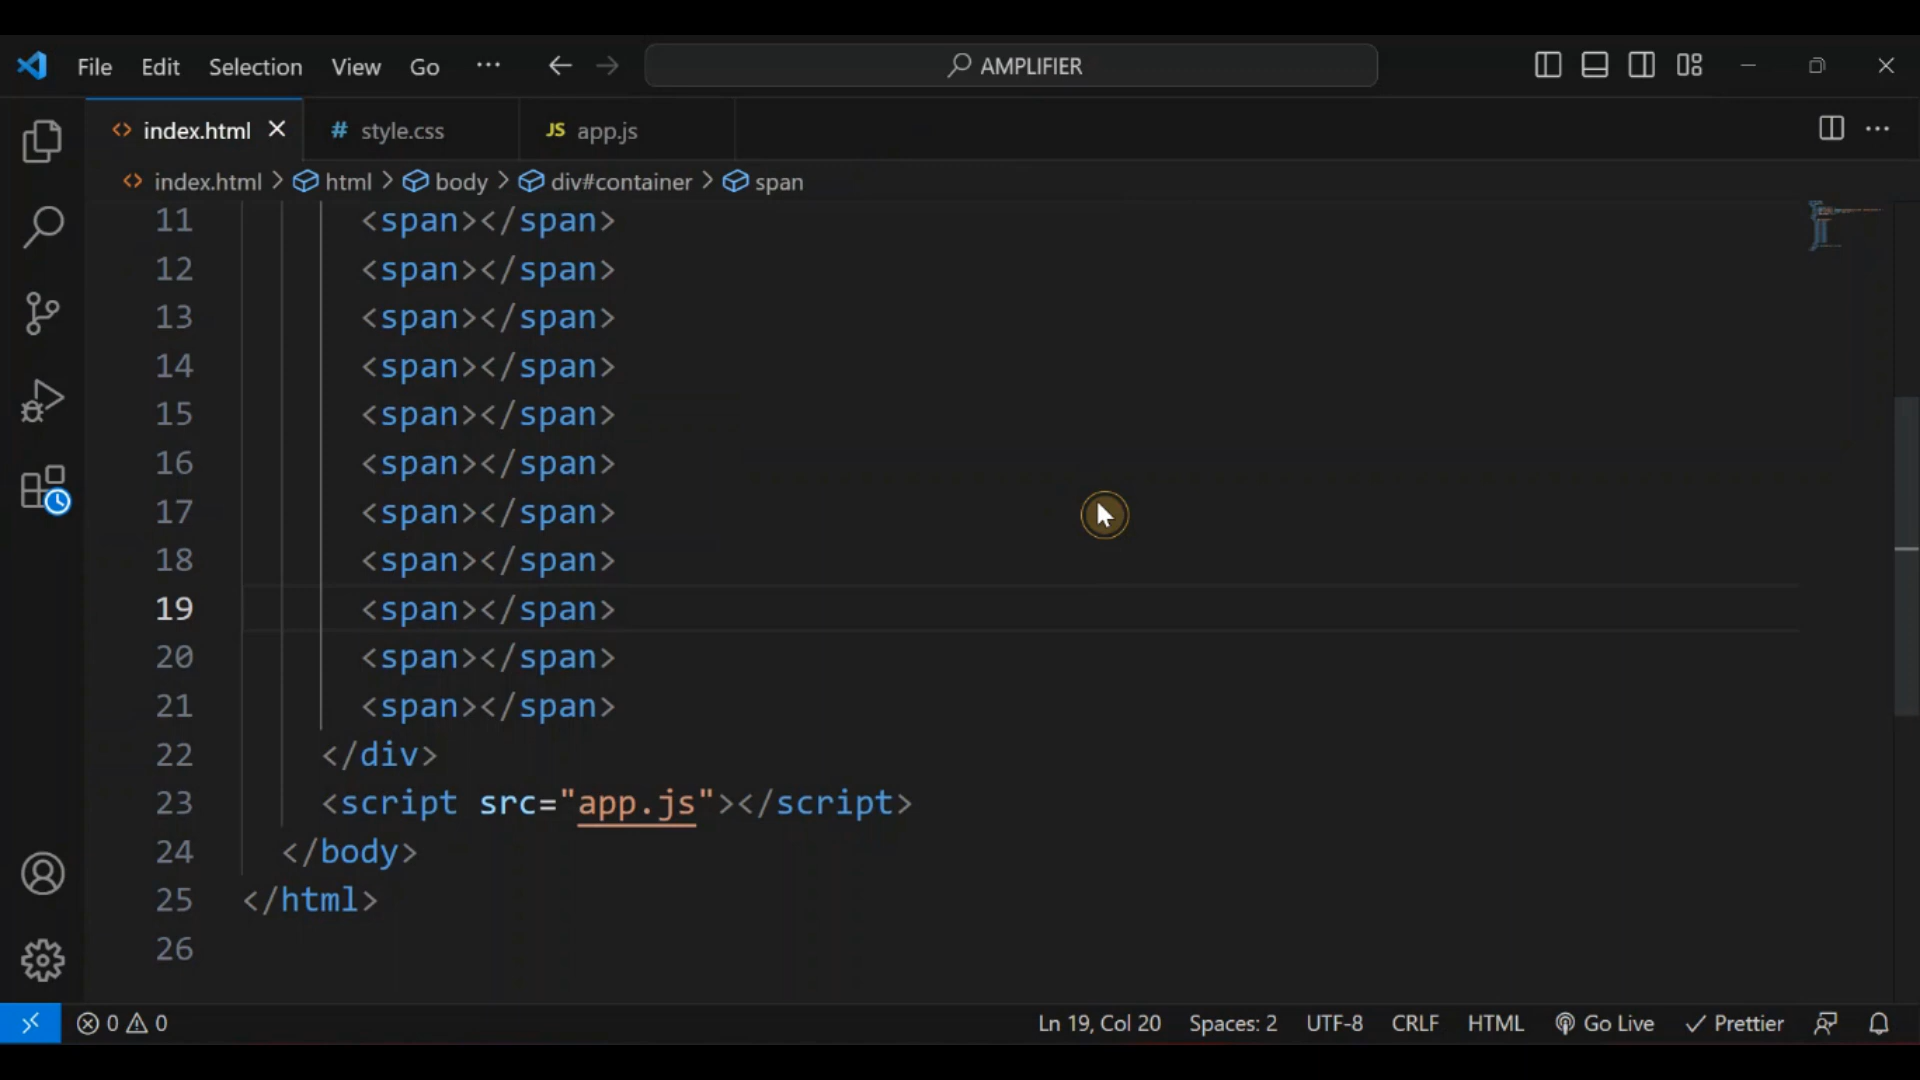 File Edit Selection View Go ··· AMPLIFIER
index.html # style.css JS app.js
index.html > html > body > div#container > span
11 <span></span>
12 <span></span>
13 <span></span>
14 <span></span>
15 <span></span>
16 <span></span>
17 <span></span>
18 <span></span>
19 <span></span>
20 <span></span>
21 <span></span>
22 </div>
23 <script src="app.js"></script>
24 </body>
25 </html>
26
0 0 Ln 19, Col 20 Spaces: 2 UTF-8 CRLF HTML Go Live Prettier